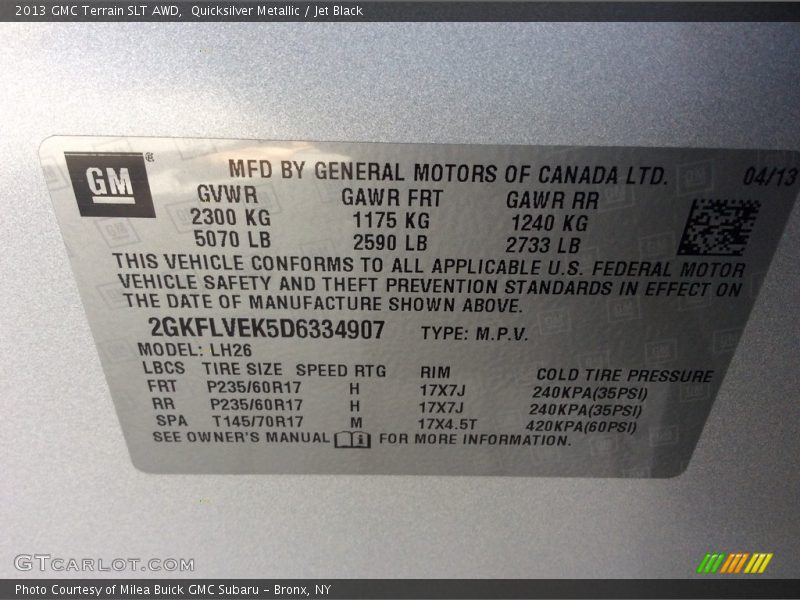 2013 GMC Terrain SLT AWD,  Quicksilver Metallic / Jet Black
GM®
MFD BY GENERAL MOTORS OF CANADA LTD. 04/13
GVWR GAWR FRT GAWR RR
2300 KG 1175 KG 1240 KG
5070 LB 2590 LB 2733 LB
THIS VEHICLE CONFORMS TO ALL APPLICABLE U.S. FEDERAL MOTOR
VEHICLE SAFETY AND THEFT PREVENTION STANDARDS IN EFFECT ON
THE DATE OF MANUFACTURE SHOWN ABOVE.
2GKFLVEK5D6334907 TYPE: M.P.V.
MODEL: LH26
LBCS TIRE SIZE SPEED RTG RIM COLD TIRE PRESSURE
FRT P235/60R17 H 17X7J 240KPA(35PSI)
RR P235/60R17 H 17X7J 240KPA(35PSI)
SPA T145/70R17 M 17X4.5T 420KPA(60PSI)
SEE OWNER'S MANUAL FOR MORE INFORMATION.
GTCARLOT.COM
Photo Courtesy of Milea Buick GMC Subaru - Bronx, NY